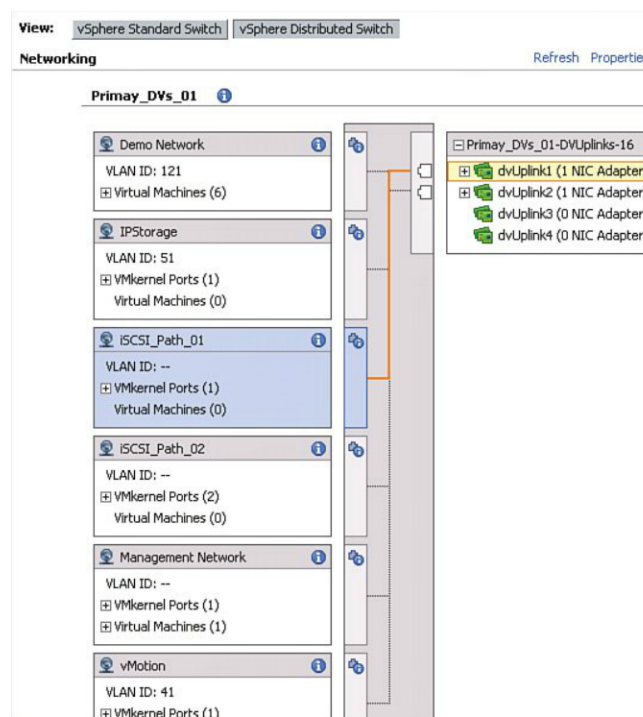 View: vSphere Standard Switch vSphere Distributed Switch
Networking Refresh Propertie
Primay_DVs_01
Demo Network
VLAN ID: 121
Virtual Machines (6)
IPStorage
VLAN ID: 51
VMkernel Ports (1)
Virtual Machines (0)
iSCSI_Path_01
VLAN ID: --
VMkernel Ports (1)
Virtual Machines (0)
iSCSI_Path_02
VLAN ID: --
VMkernel Ports (2)
Virtual Machines (0)
Management Network
VLAN ID: --
VMkernel Ports (1)
Virtual Machines (1)
vMotion
VLAN ID: 41
VMkernel Ports (1)
Primay_DVs_01-DVUplinks-16
dvUplink1 (1 NIC Adapter
dvUplink2 (1 NIC Adapter
dvUplink3 (0 NIC Adapter
dvUplink4 (0 NIC Adapter